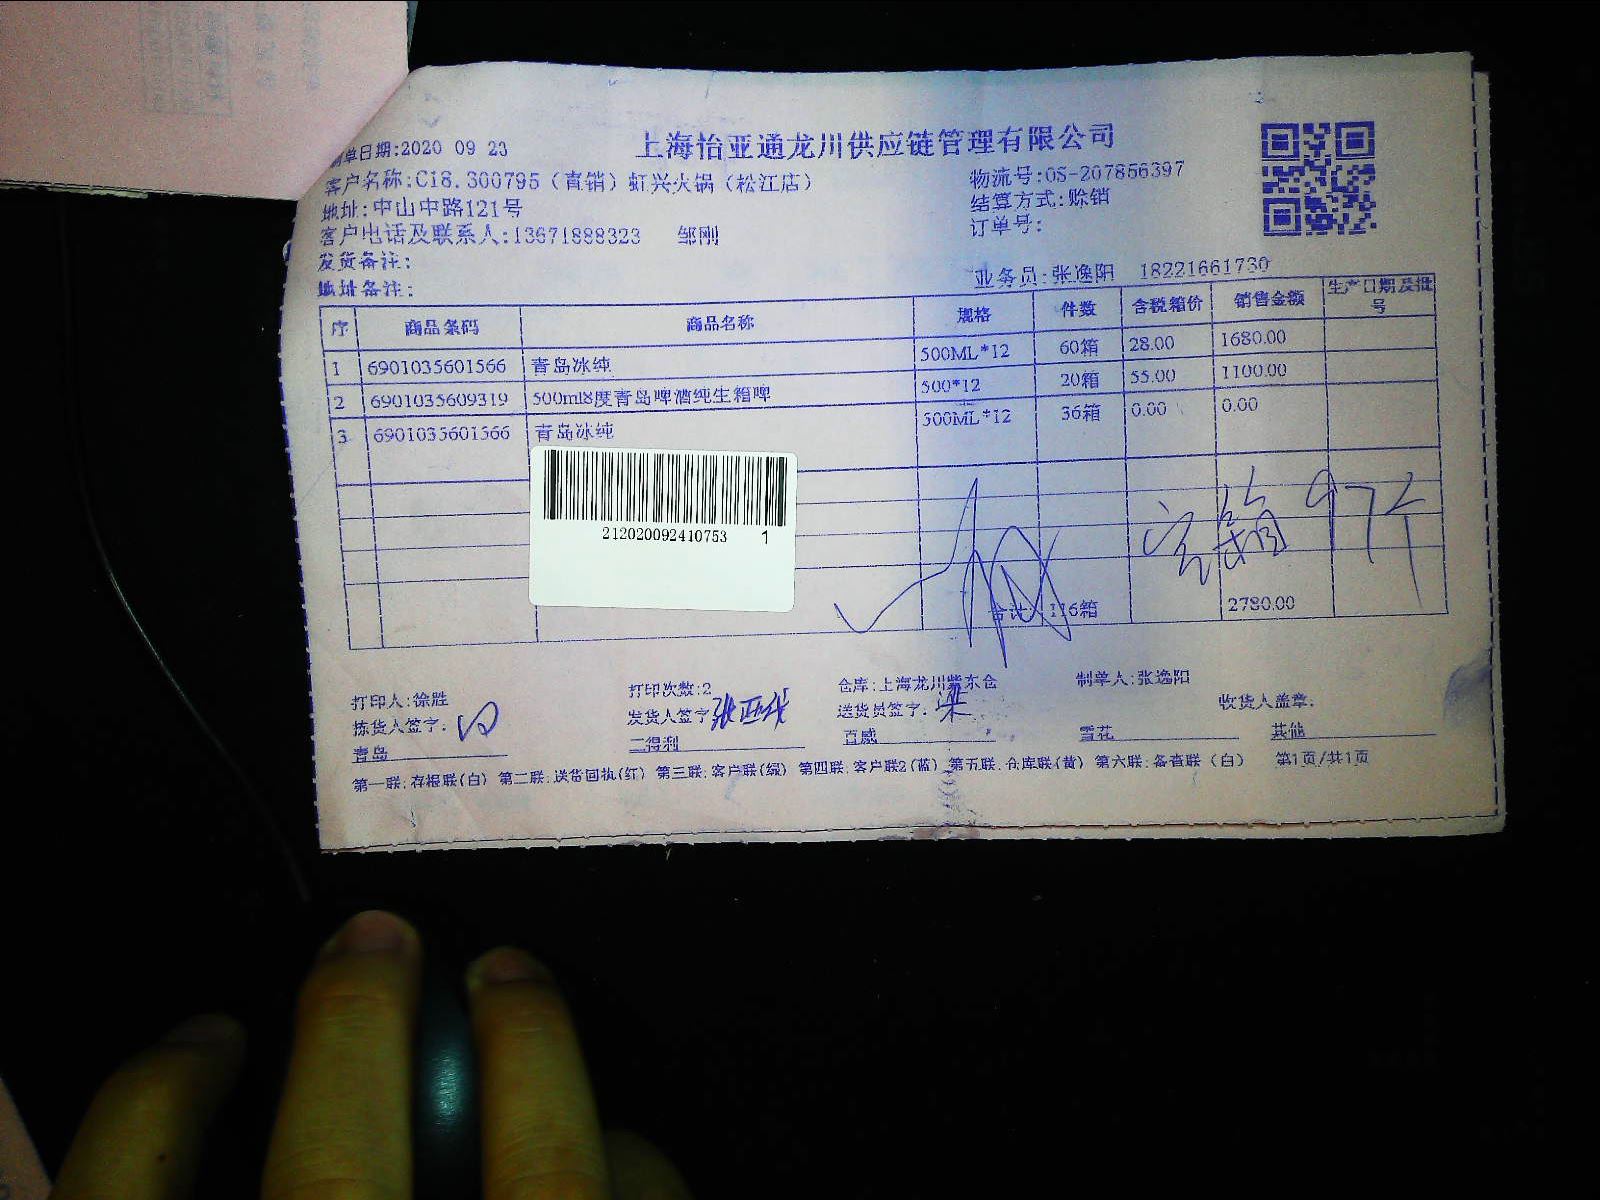 制单日期:2020 09 23
上海怡亚通龙川供应链管理有限公司
客户名称:C18.300795（直销）虹兴火锅（松江店）
物流号:OS-207856397
地址:中山中路121号
结算方式:赊销
客户电话及联系人:13671888323 邹刚
订单号:
发货备注:
地址备注:
业务员:张逸阳 18221661730
序 商品条码 商品名称 规格 件数 含税箱价 销售金额 生产日期及批号
1 6901035601566 青岛冰纯 500ML*12 60箱 28.00 1680.00
2 6901035609319 500ml8度青岛啤酒纯生箱啤 500*12 20箱 55.00 1100.00
3 6901035601566 青岛冰纯 500ML*12 36箱 0.00 0.00
212020092410753 1
空箱 97个
合计: 116箱 2780.00
打印人:徐胜 打印次数:2 仓库:上海龙川紫东仓 制单人:张逸阳
拣货人签字: 发货人签字: 送货员签字: 收货人盖章:
青岛 三得利 百威 雪花 其他
第一联:存根联(白) 第二联:送货回执(红) 第三联:客户联(绿) 第四联:客户联2(蓝) 第五联:仓库联(黄) 第六联:备查联（白） 第1页/共1页